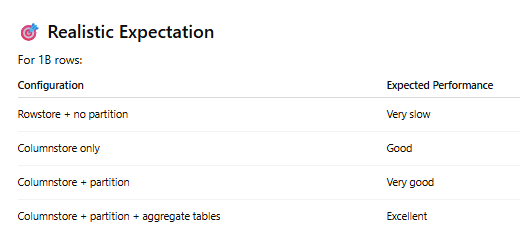 🎯 Realistic Expectation
For 1B rows:
Configuration Expected Performance
Rowstore + no partition Very slow
Columnstore only Good
Columnstore + partition Very good
Columnstore + partition + aggregate tables Excellent